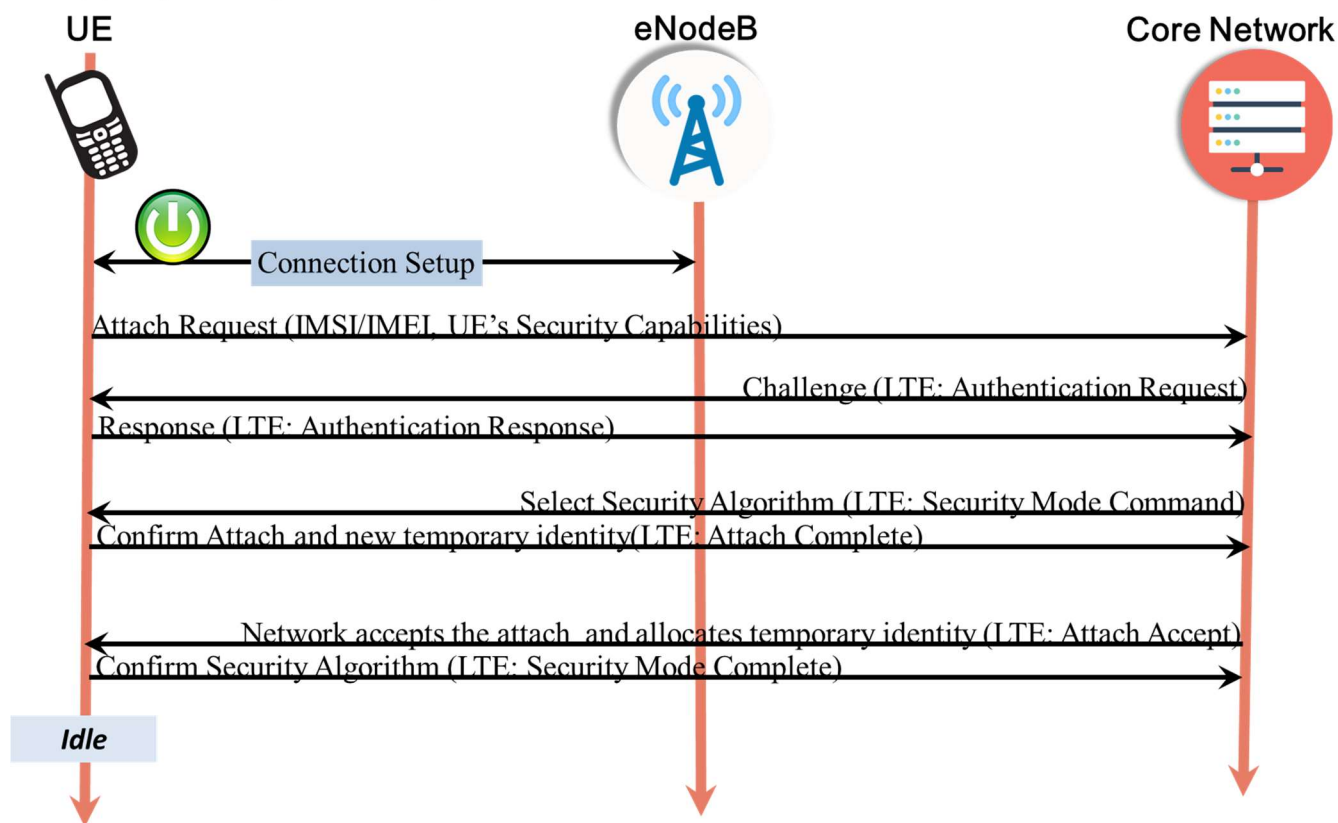 UE
eNodeB
Core Network
Connection Setup
Attach Request (IMSI/IMEI, UE's Security Capabilities)
Challenge (LTE: Authentication Request)
Response (LTE: Authentication Response)
Select Security Algorithm (LTE: Security Mode Command)
Confirm Attach and new temporary identity(LTE: Attach Complete)
Network accepts the attach and allocates temporary identity (LTE: Attach Accept)
Confirm Security Algorithm (LTE: Security Mode Complete)
Idle